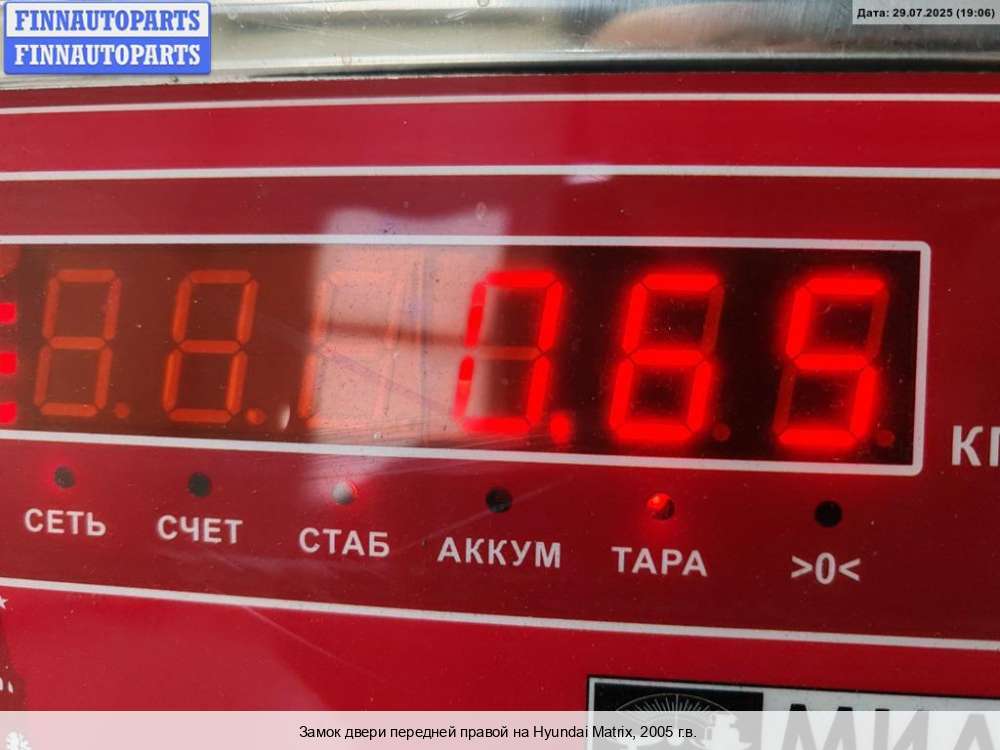 FINNAUTOPARTS
FINNAUTOPARTS
Дата: 29.07.2025 (19:06)
0.65
СЕТЬ СЧЕТ СТАБ АККУМ ТАРА >0<
Замок двери передней правой на Hyundai Matrix, 2005 г.в.